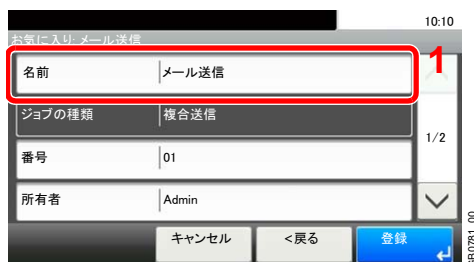 10:10
お気に入り: メール送信
名前 メール送信
1
ジョブの種類 複合送信
1/2
番号 01
所有者 Admin
キャンセル <戻る 登録